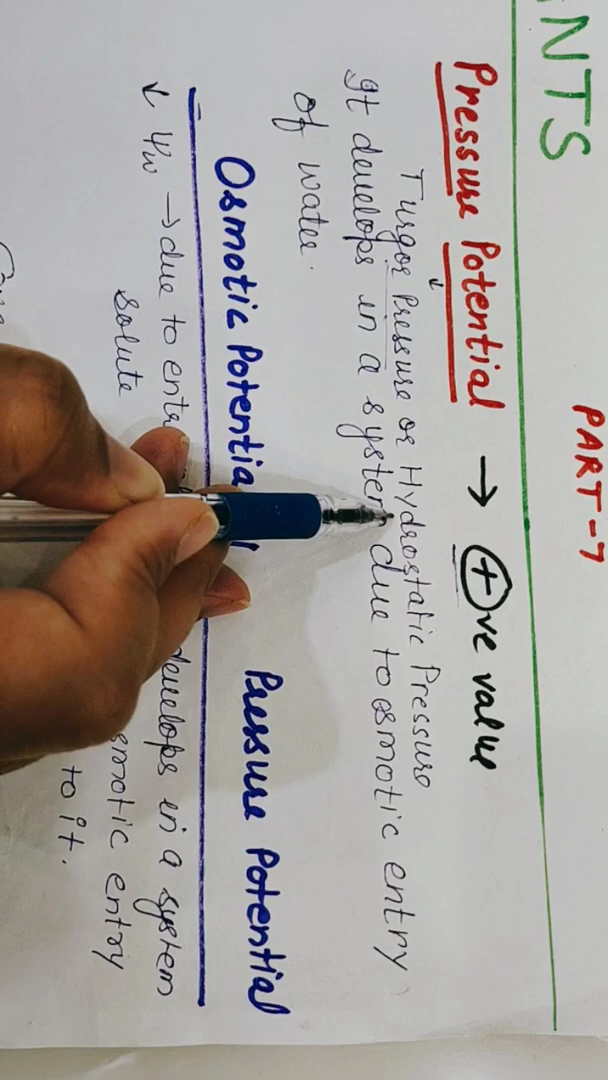 NTS
PART-7
Pressure Potential → (+)ve value
↓
Turgor Pressure or Hydrostatic Pressure
It develops in a system due to osmotic entry
of water.
Osmotic Potential
Pressure Potential
↓ Ψw → due to
solute
develops in a system
osmotic entry
to it.